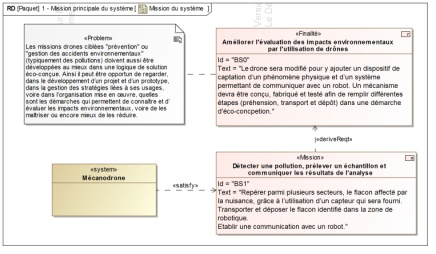 RD [Paquet] 1 - Mission principale du système [ Mission du système ]
«Problem»
Les missions drones ciblées "prévention" ou
"gestion des accidents environnementaux"
(typiquement des pollutions) doivent aussi être
développées au mieux dans une logique de solution
éco-conçue. Ainsi il peut être opportun de regarder,
dans le développement d'un projet et d'un prototype,
dans la gestion des stratégies liées à ses usages,
voire dans l'organisation mise en œuvre, quelles
sont les démarches qui permettent de connaître et d'
évaluer les impacts environnementaux, voire de les
maîtriser ou encore mieux de les réduire.
«Finalité»
Améliorer l'évaluation des impacts environnementaux
par l'utilisation de drônes
Id = "BS0"
Text = "Le drone sera modifié pour y ajouter un dispositif de
captation d'un phénomène physique et d'un système
permettant de communiquer avec un robot. Un mécanisme
devra être conçu, fabriqué et testé afin de remplir différentes
étapes (préhension, transport et dépôt) dans une démarche
d'éco-concpetion."
«deriveReqt»
«system»
Mécanodrone
«satisfy»
«Mission»
Détecter une pollution, prélever un échantillon et
communiquer les résultats de l'analyse
Id = "BS1"
Text = "Repérer parmi plusieurs secteurs, le flacon affecté par
la nuisance, grâce à l'utilisation d'un capteur qui sera fourni.
Transporter et déposer le flacon identifié dans la zone de
robotique.
Etablir une communication avec un robot."